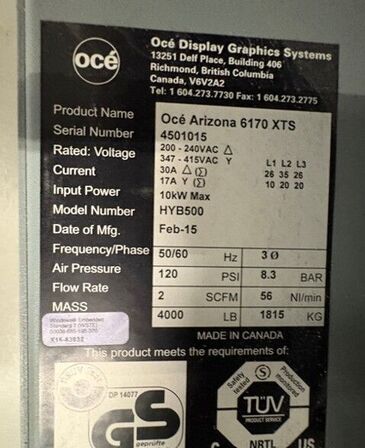 océ
Océ Display Graphics Systems
13251 Delf Place, Building 406
Richmond, British Columbia
Canada, V6V2A2
Tel: 1 604.273.7730 Fax: 1 604.273.2775
Product Name Océ Arizona 6170 XTS
Serial Number 4501015
Rated: Voltage 200 - 240VAC △
347 - 415VAC Y L1 L2 L3
Current 30A △ (Σ) 26 35 26
17A Y (Σ) 10 20 20
Input Power 10kW Max
Model Number HYB500
Date of Mfg. Feb-15
Frequency/Phase 50/60 Hz 3 Ø
Air Pressure 120 PSI 8.3 BAR
Flow Rate 2 SCFM 56 Nl/min
MASS 4000 LB 1815 KG
Windows® Embedded
MADE IN CANADA
This product meets the requirements of:
DP 14077
GS
geprüfte
Safety tested
Production monitored
TÜV
PRODUCT SERVICE
C
NRTL
US